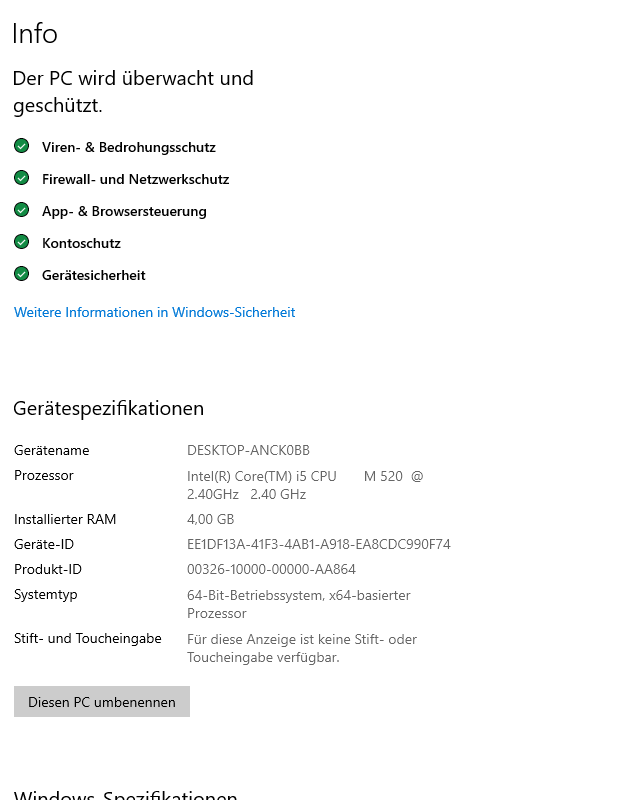 Info
Der PC wird überwacht und
geschützt.
Viren- & Bedrohungsschutz
Firewall- und Netzwerkschutz
App- & Browsersteuerung
Kontoschutz
Gerätesicherheit
Weitere Informationen in Windows-Sicherheit
Gerätespezifikationen
Gerätename DESKTOP-ANCK0BB
Prozessor Intel(R) Core(TM) i5 CPU M 520 @
2.40GHz 2.40 GHz
Installierter RAM 4,00 GB
Geräte-ID EE1DF13A-41F3-4AB1-A918-EA8CDC990F74
Produkt-ID 00326-10000-00000-AA864
Systemtyp 64-Bit-Betriebssystem, x64-basierter
Prozessor
Stift- und Toucheingabe Für diese Anzeige ist keine Stift- oder
Toucheingabe verfügbar.
Diesen PC umbenennen
Windows-Spezifikationen